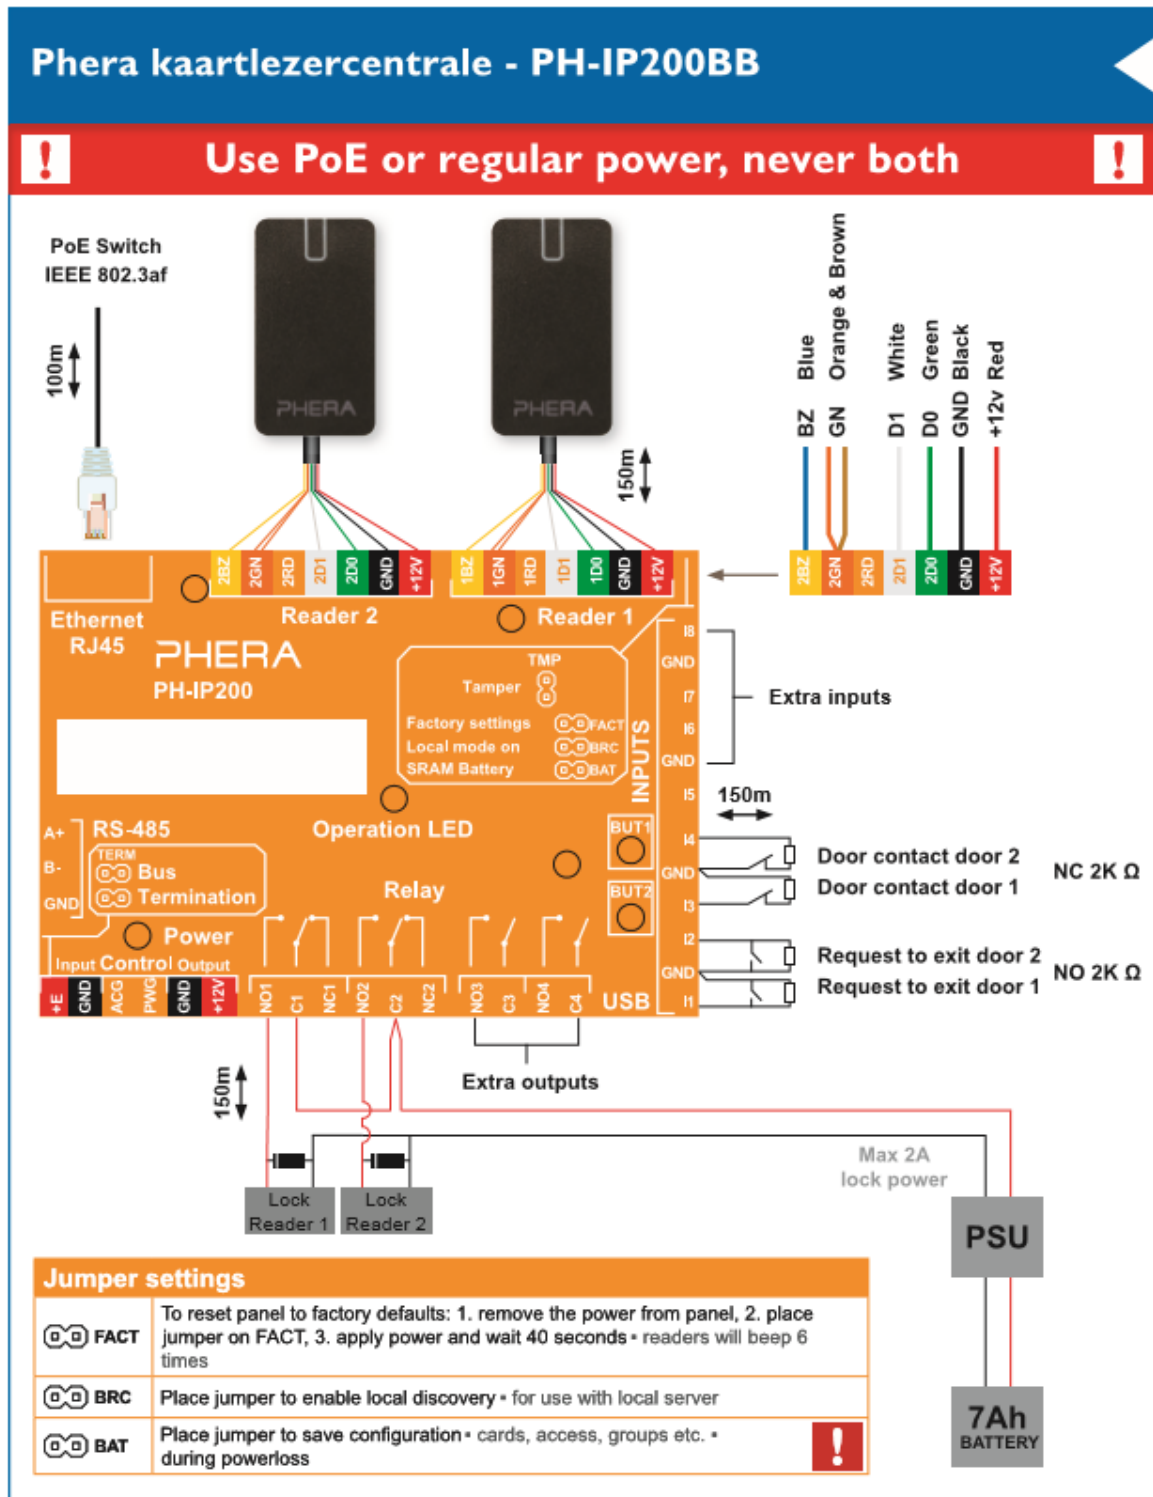 Phera kaartlezercentrale - PH-IP200BB
! Use PoE or regular power, never both !
PoE Switch
IEEE 802.3af
100m
PHERA
PHERA
150m
BZ Blue
GN Orange & Brown
D1 White
D0 Green
GND Black
+12v Red
2BZ 2GN 2RD 2D1 2D0 GND +12V
1BZ 1GN 1RD 1D1 1D0 GND +12V
2BZ 2GN 2RD 2D1 2D0 GND +12V
Ethernet
RJ45
Reader 2
Reader 1
PHERA
PH-IP200
TMP
Tamper
Factory settings FACT
Local mode on BRC
SRAM Battery BAT
INPUTS
I8
GND
I7
I6
GND
I5
I4
GND
I3
I2
GND
I1
Extra inputs
150m
Door contact door 2
Door contact door 1
NC 2K Ω
Request to exit door 2
Request to exit door 1
NO 2K Ω
Operation LED
BUT1
BUT2
A+
B-
GND
RS-485
TERM
Bus
Termination
Relay
Power
Input Control Output
+E GND ACG PWG GND +12V
NO1 C1 NC1 NO2 C2 NC2 NO3 C3 NO4 C4
USB
Extra outputs
150m
Max 2A
lock power
Lock
Reader 1
Lock
Reader 2
PSU
7Ah
BATTERY
Jumper settings
FACT
To reset panel to factory defaults: 1. remove the power from panel, 2. place
jumper on FACT, 3. apply power and wait 40 seconds • readers will beep 6
times
BRC
Place jumper to enable local discovery • for use with local server
BAT
Place jumper to save configuration • cards, access, groups etc. •
during powerloss
!